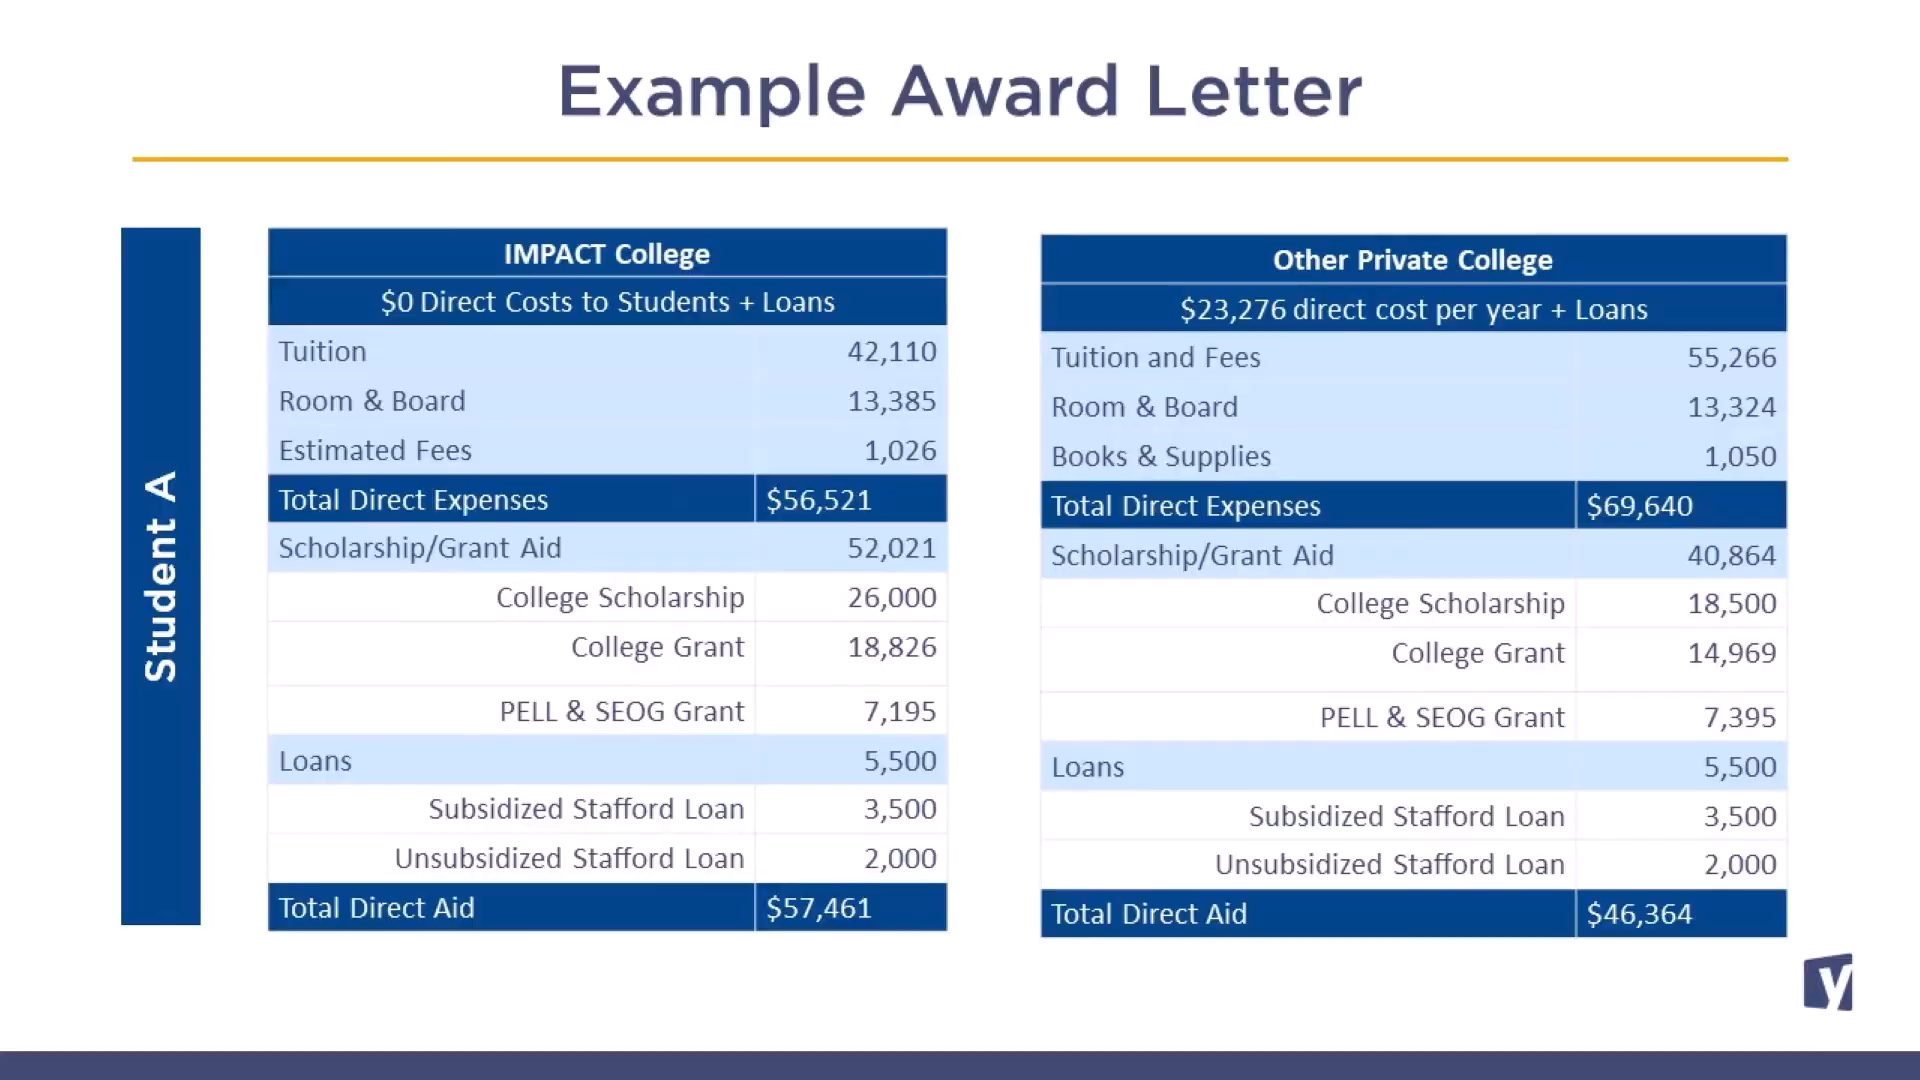 Example Award Letter
Student A
IMPACT College
$0 Direct Costs to Students + Loans
Tuition 42,110
Room & Board 13,385
Estimated Fees 1,026
Total Direct Expenses $56,521
Scholarship/Grant Aid 52,021
College Scholarship 26,000
College Grant 18,826
PELL & SEOG Grant 7,195
Loans 5,500
Subsidized Stafford Loan 3,500
Unsubsidized Stafford Loan 2,000
Total Direct Aid $57,461
Other Private College
$23,276 direct cost per year + Loans
Tuition and Fees 55,266
Room & Board 13,324
Books & Supplies 1,050
Total Direct Expenses $69,640
Scholarship/Grant Aid 40,864
College Scholarship 18,500
College Grant 14,969
PELL & SEOG Grant 7,395
Loans 5,500
Subsidized Stafford Loan 3,500
Unsubsidized Stafford Loan 2,000
Total Direct Aid $46,364
y